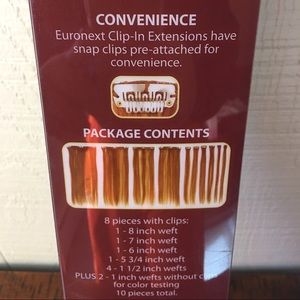 CONVENIENCE
Euronext Clip-In Extensions have
snap clips pre-attached for
convenience.
PACKAGE CONTENTS
8 pieces with clips:
1 - 8 inch weft
1 - 7 inch weft
1 - 6 inch weft
1 - 5 3/4 inch weft
4 - 1 1/2 inch wefts
PLUS 2 - 1 inch wefts without clips
for color testing
10 pieces total.